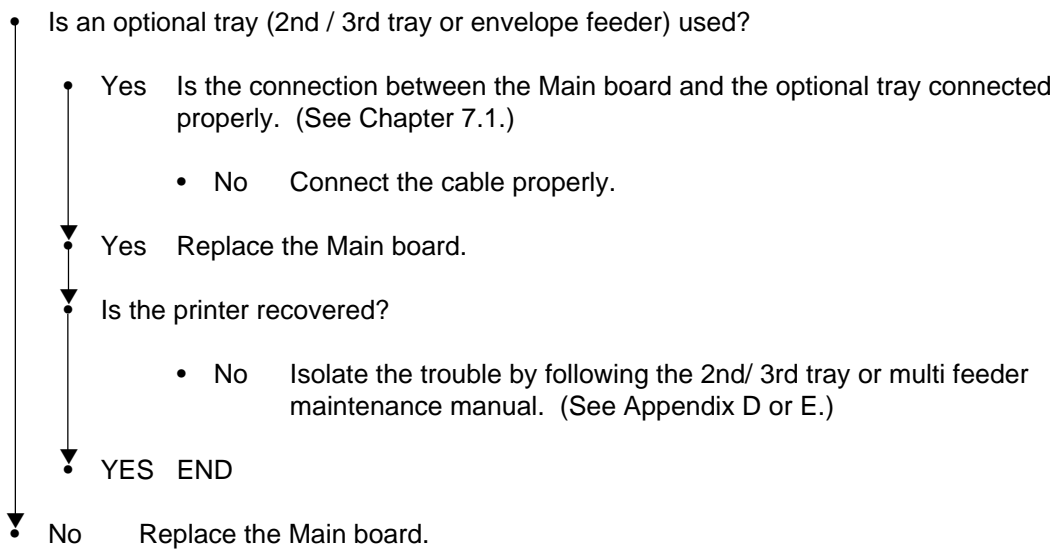 • Is an optional tray (2nd / 3rd tray or envelope feeder) used?
• Yes Is the connection between the Main board and the optional tray connected
properly. (See Chapter 7.1.)
• No Connect the cable properly.
• Yes Replace the Main board.
• Is the printer recovered?
• No Isolate the trouble by following the 2nd/ 3rd tray or multi feeder
maintenance manual. (See Appendix D or E.)
• YES END
• No Replace the Main board.